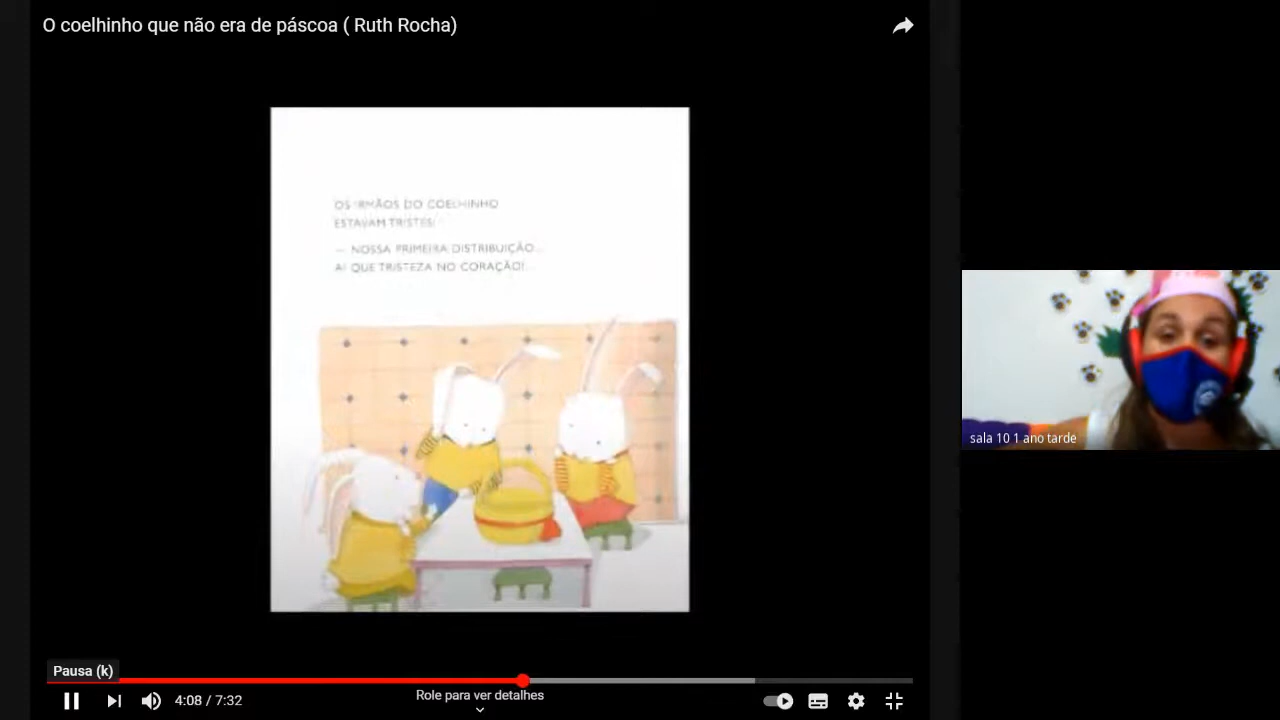 O coelhinho que não era de páscoa ( Ruth Rocha)
OS IRMÃOS DO COELHINHO
ESTAVAM TRISTES:
— NOSSA PRIMEIRA DISTRIBUIÇÃO...
AI QUE TRISTEZA NO CORAÇÃO!...
sala 10 1 ano tarde
Pausa (k)
4:08 / 7:32
Role para ver detalhes